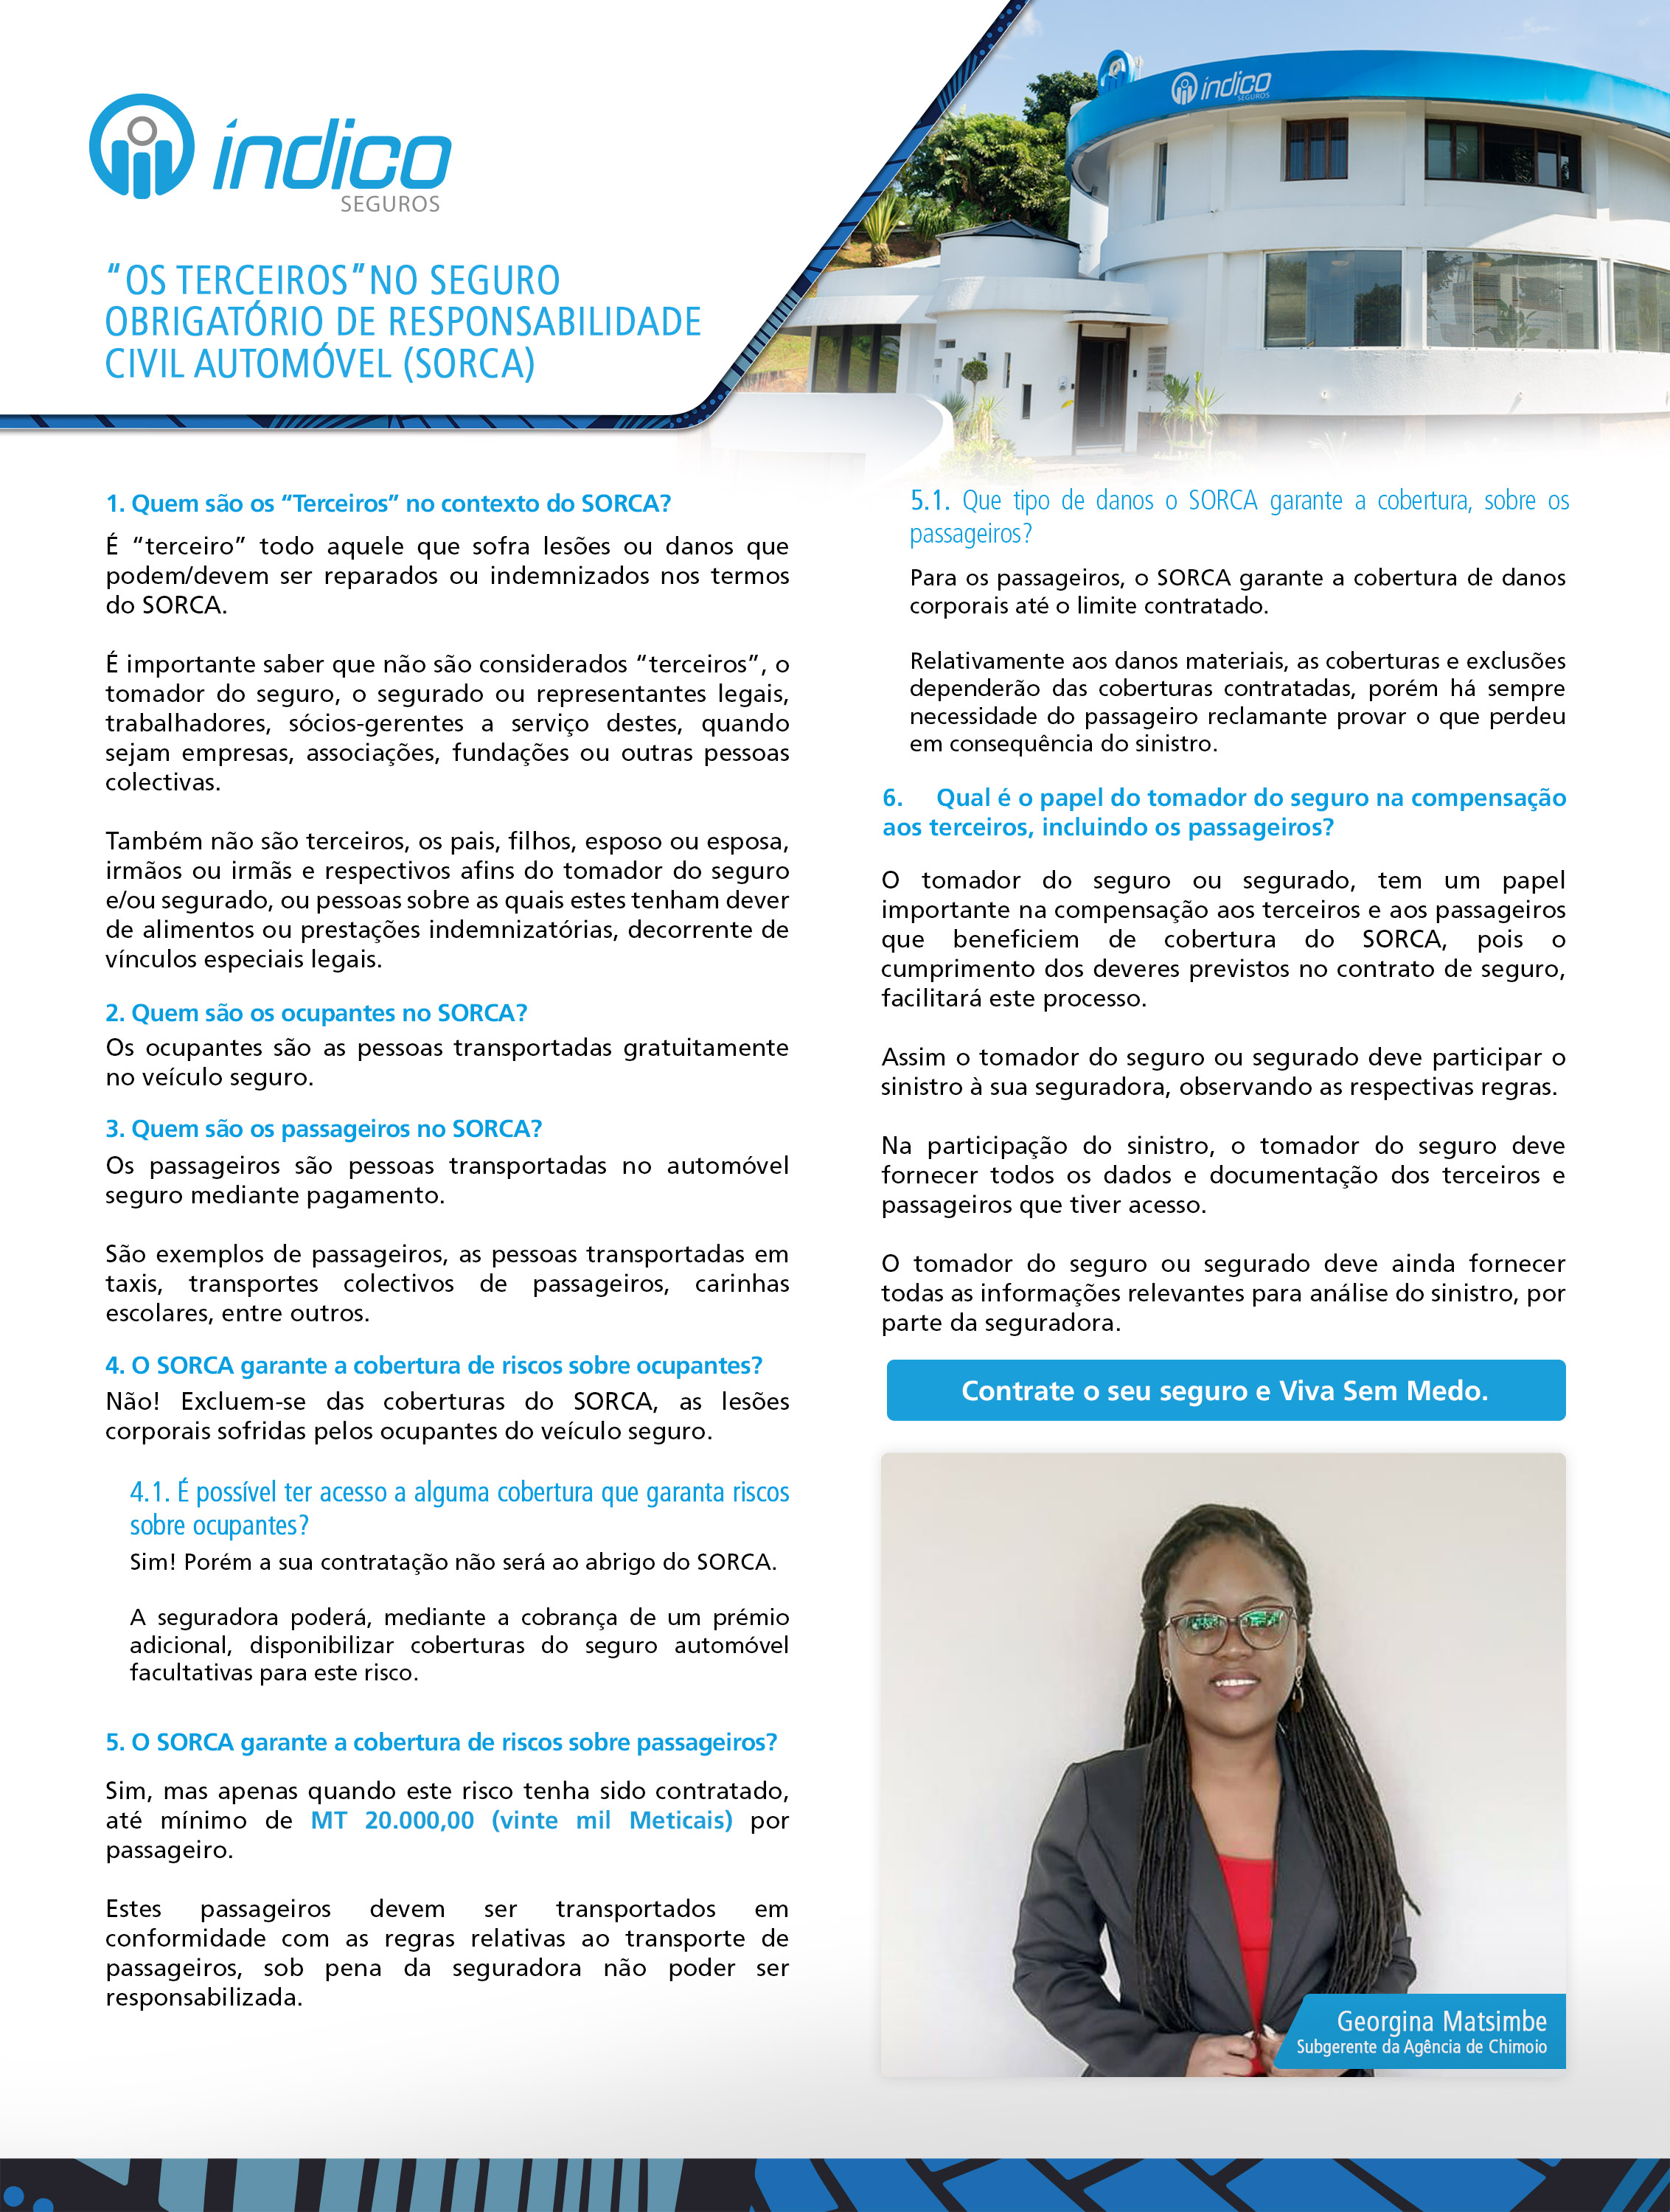 índico
SEGUROS
índico
SEGUROS
“OS TERCEIROS”NO SEGURO
OBRIGATÓRIO DE RESPONSABILIDADE
CIVIL AUTOMÓVEL (SORCA)
1. Quem são os “Terceiros” no contexto do SORCA?
É “terceiro” todo aquele que sofra lesões ou danos que
podem/devem ser reparados ou indemnizados nos termos
do SORCA.
É importante saber que não são considerados “terceiros”, o
tomador do seguro, o segurado ou representantes legais,
trabalhadores, sócios-gerentes a serviço destes, quando
sejam empresas, associações, fundações ou outras pessoas
colectivas.
Também não são terceiros, os pais, filhos, esposo ou esposa,
irmãos ou irmãs e respectivos afins do tomador do seguro
e/ou segurado, ou pessoas sobre as quais estes tenham dever
de alimentos ou prestações indemnizatórias, decorrente de
vínculos especiais legais.
2. Quem são os ocupantes no SORCA?
Os ocupantes são as pessoas transportadas gratuitamente
no veículo seguro.
3. Quem são os passageiros no SORCA?
Os passageiros são pessoas transportadas no automóvel
seguro mediante pagamento.
São exemplos de passageiros, as pessoas transportadas em
taxis, transportes colectivos de passageiros, carinhas
escolares, entre outros.
4. O SORCA garante a cobertura de riscos sobre ocupantes?
Não! Excluem-se das coberturas do SORCA, as lesões
corporais sofridas pelos ocupantes do veículo seguro.
4.1. É possível ter acesso a alguma cobertura que garanta riscos
sobre ocupantes?
Sim! Porém a sua contratação não será ao abrigo do SORCA.
A seguradora poderá, mediante a cobrança de um prémio
adicional, disponibilizar coberturas do seguro automóvel
facultativas para este risco.
5. O SORCA garante a cobertura de riscos sobre passageiros?
Sim, mas apenas quando este risco tenha sido contratado,
até mínimo de MT 20.000,00 (vinte mil Meticais) por
passageiro.
Estes passageiros devem ser transportados em
conformidade com as regras relativas ao transporte de
passageiros, sob pena da seguradora não poder ser
responsabilizada.
5.1. Que tipo de danos o SORCA garante a cobertura, sobre os
passageiros?
Para os passageiros, o SORCA garante a cobertura de danos
corporais até o limite contratado.
Relativamente aos danos materiais, as coberturas e exclusões
dependerão das coberturas contratadas, porém há sempre
necessidade do passageiro reclamante provar o que perdeu
em consequência do sinistro.
6. Qual é o papel do tomador do seguro na compensação
aos terceiros, incluindo os passageiros?
O tomador do seguro ou segurado, tem um papel
importante na compensação aos terceiros e aos passageiros
que beneficiem de cobertura do SORCA, pois o
cumprimento dos deveres previstos no contrato de seguro,
facilitará este processo.
Assim o tomador do seguro ou segurado deve participar o
sinistro à sua seguradora, observando as respectivas regras.
Na participação do sinistro, o tomador do seguro deve
fornecer todos os dados e documentação dos terceiros e
passageiros que tiver acesso.
O tomador do seguro ou segurado deve ainda fornecer
todas as informações relevantes para análise do sinistro, por
parte da seguradora.
Contrate o seu seguro e Viva Sem Medo.
Georgina Matsimbe
Subgerente da Agência de Chimoio